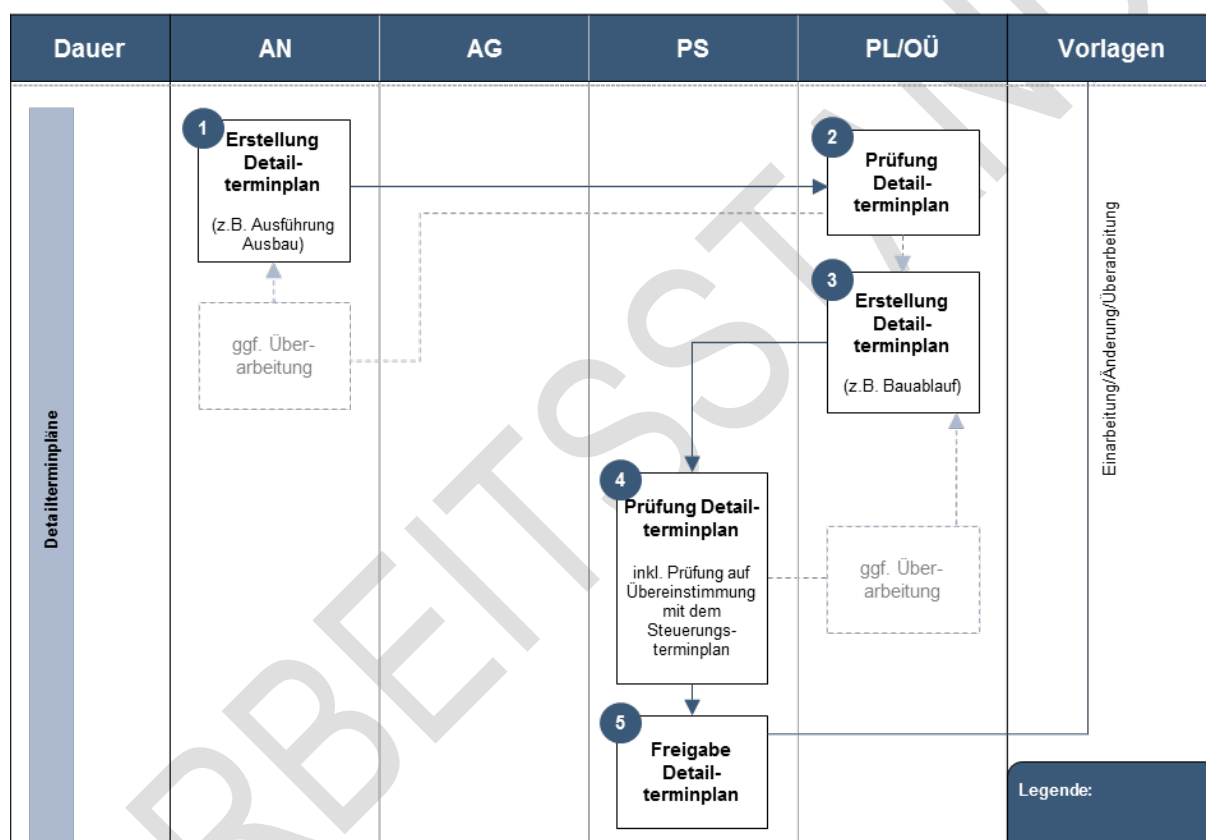 Dauer
AN
AG
PS
PL/OÜ
Vorlagen
Detailterminpläne
1
Erstellung
Detail-
terminplan
(z.B. Ausführung
Ausbau)
2
Prüfung
Detail-
terminplan
ggf. Über-
arbeitung
3
Erstellung
Detail-
terminplan
(z.B. Bauablauf)
4
Prüfung Detail-
terminplan
inkl. Prüfung auf
Übereinstimmung
mit dem
Steuerungs-
terminplan
ggf. Über-
arbeitung
5
Freigabe
Detail-
terminplan
Einarbeitung/Änderung/Überarbeitung
Legende:
ARBEITSSTAND